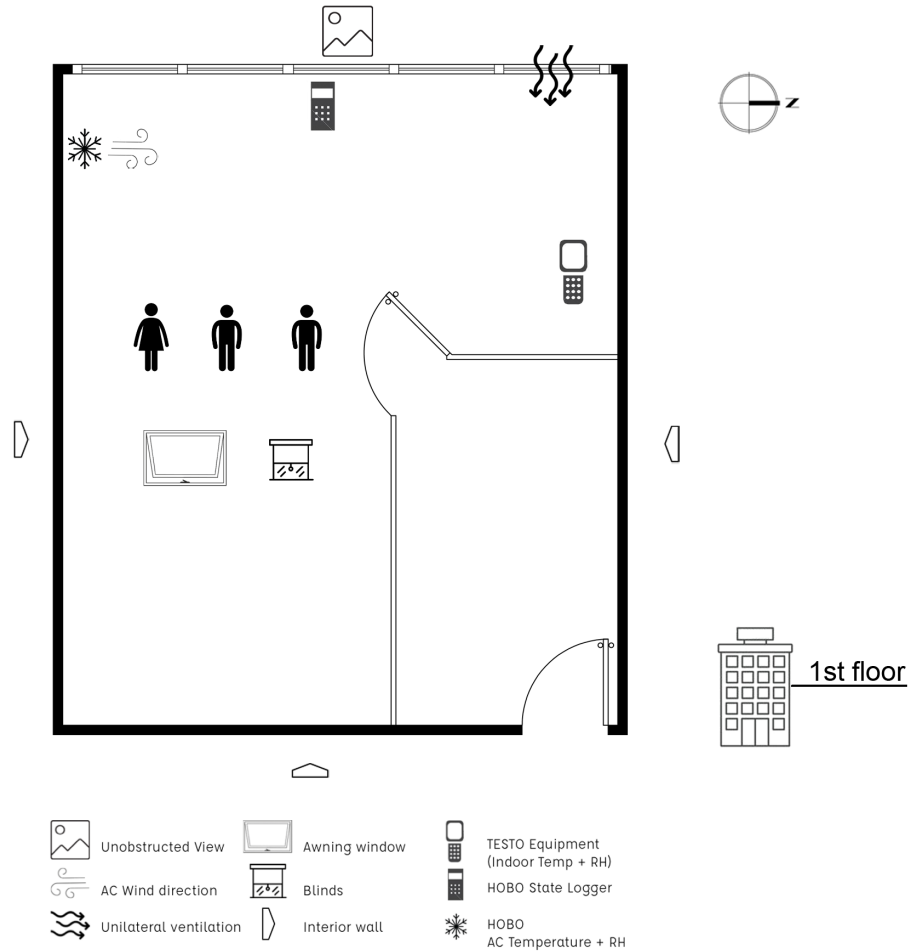 N
1st floor
Unobstructed View
Awning window
TESTO Equipment
(Indoor Temp + RH)
AC Wind direction
Blinds
HOBO State Logger
Unilateral ventilation
Interior wall
HOBO
AC Temperature + RH